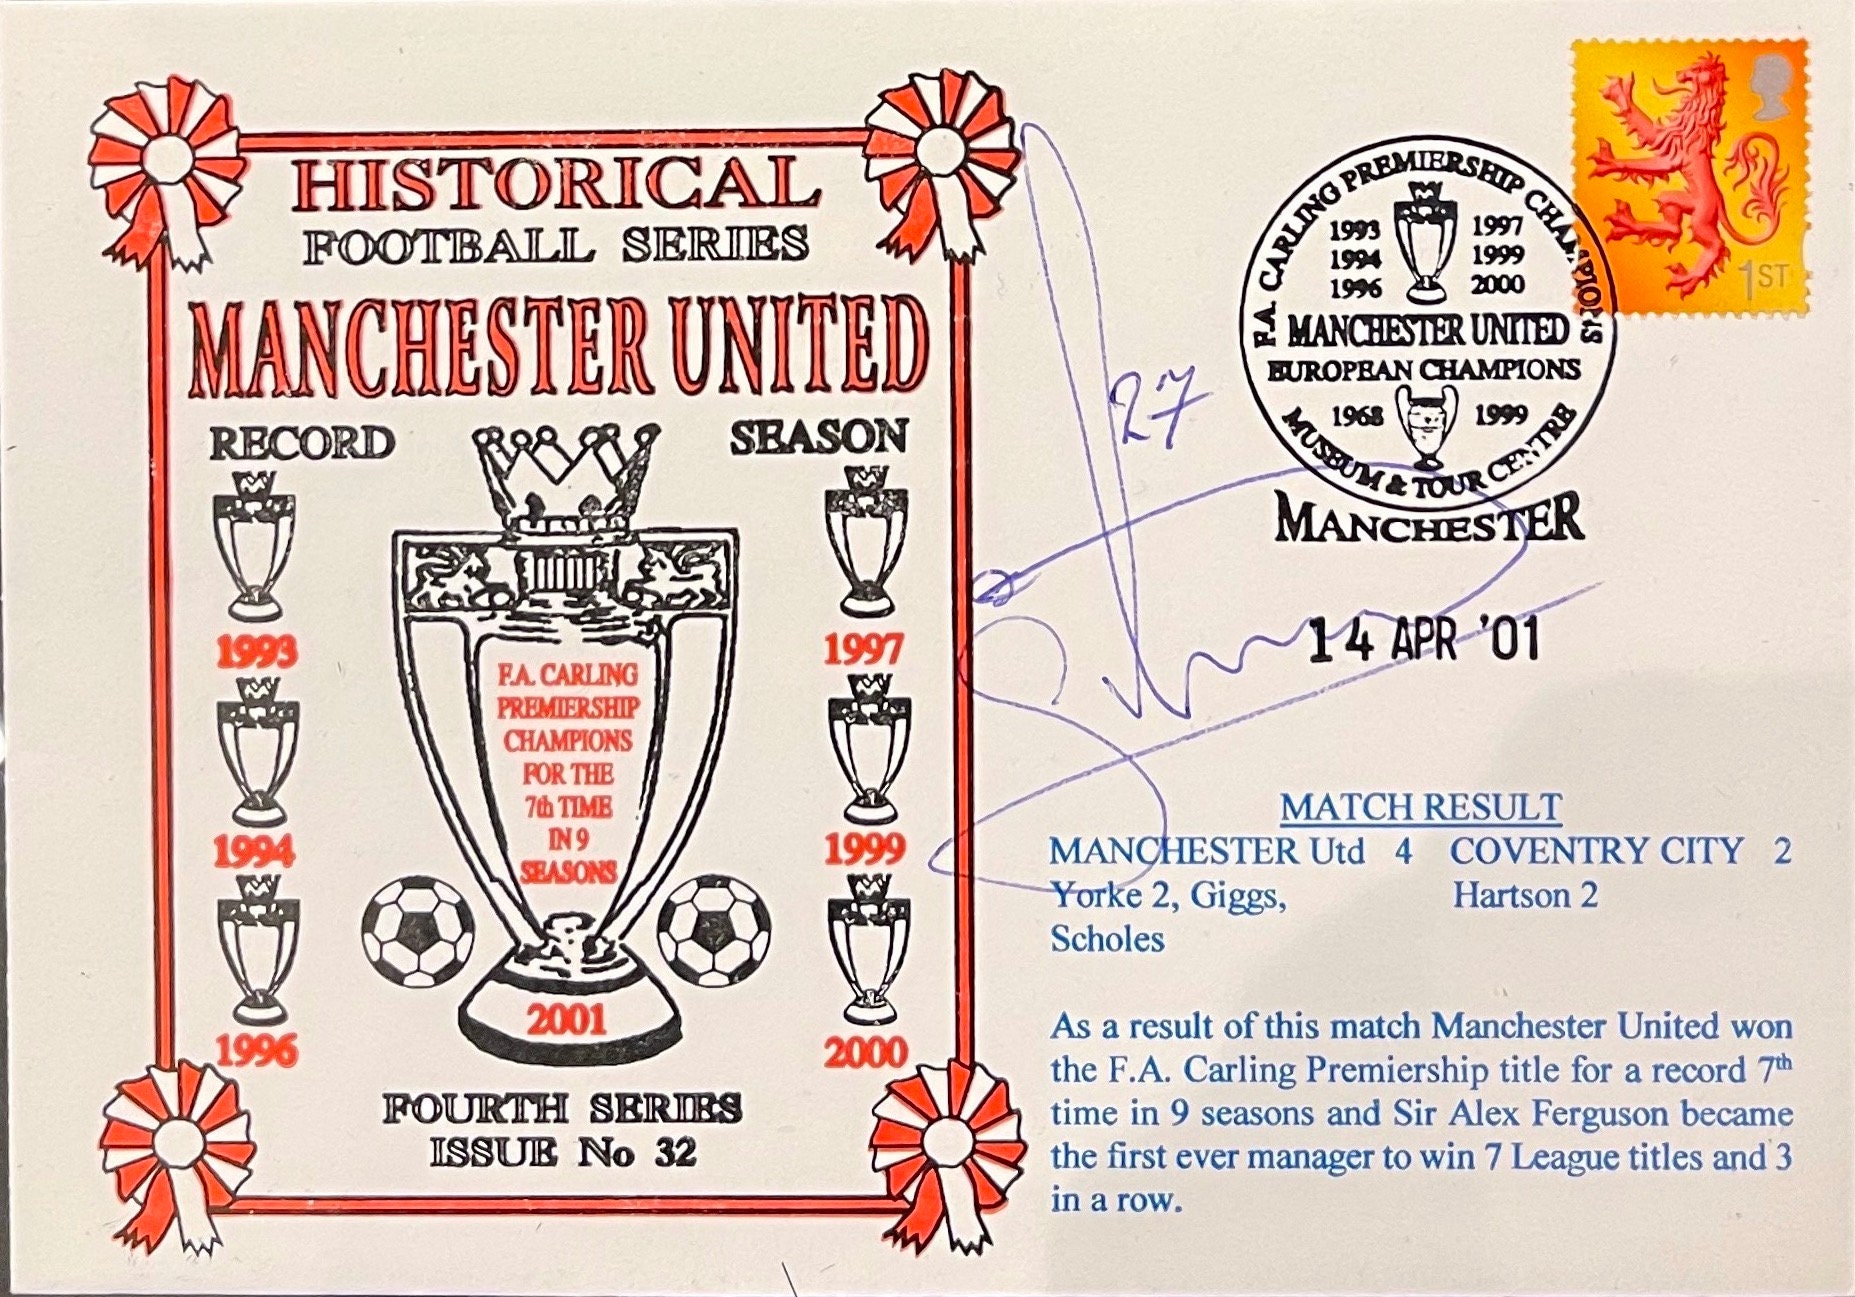 HISTORICAL
FOOTBALL SERIES
MANCHESTER UNITED
RECORD
SEASON
1993
1997
1994
1999
1996
2000
F.A. CARLING
PREMIERSHIP
CHAMPIONS
FOR THE
7th TIME
IN 9
SEASONS
2001
FOURTH SERIES
ISSUE No 32
27
1ST
F.A. CARLING PREMIERSHIP CHAMPIONS
1993 1997
1994 1999
1996 2000
MANCHESTER UNITED
EUROPEAN CHAMPIONS
1968 1999
MUSEUM & TOUR CENTRE
MANCHESTER
14 APR '01
MATCH RESULT
MANCHESTER Utd 4 COVENTRY CITY 2
Yorke 2, Giggs, Hartson 2
Scholes
As a result of this match Manchester United won
the F.A. Carling Premiership title for a record 7th
time in 9 seasons and Sir Alex Ferguson became
the first ever manager to win 7 League titles and 3
in a row.